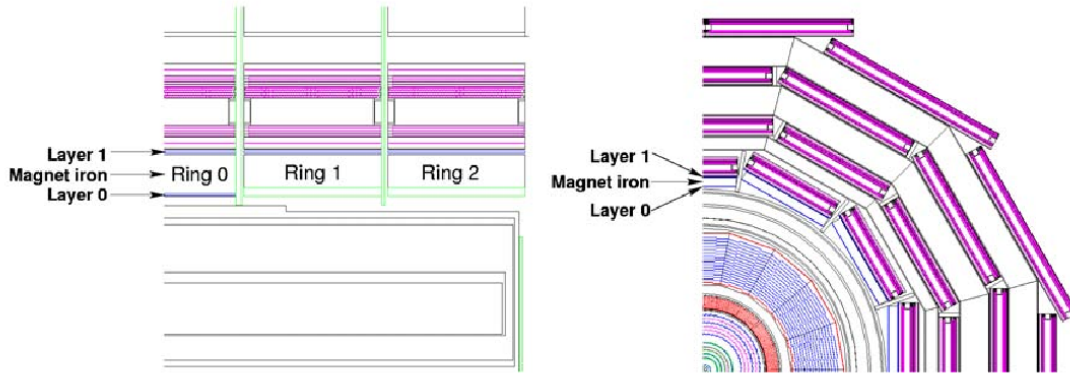 Layer 1
Magnet iron
Layer 0
Ring 0
Ring 1
Ring 2
Layer 1
Magnet iron
Layer 0